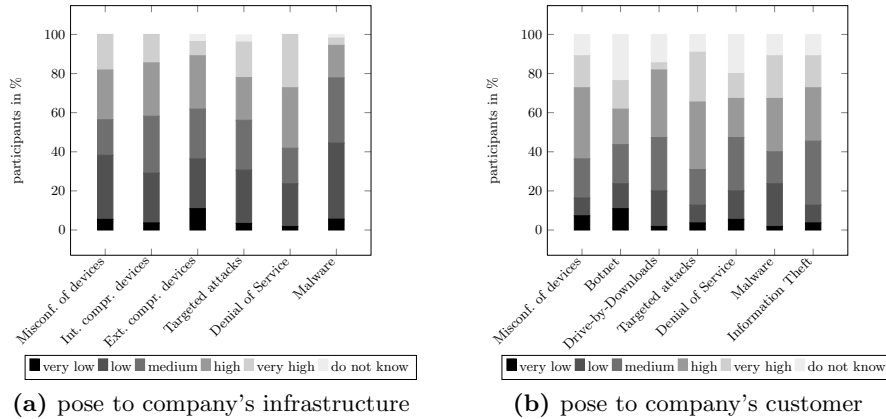 100
80
60
40
20
0
participants in %
Misconf. of devices
Int. compr. devices
Ext. compr. devices
Targeted attacks
Denial of Service
Malware
very low low medium high very high do not know
(a) pose to company's infrastructure
100
80
60
40
20
0
participants in %
Misconf. of devices
Botnet
Drive-by-Downloads
Targeted attacks
Denial of Service
Malware
Information Theft
very low low medium high very high do not know
(b) pose to company's customer